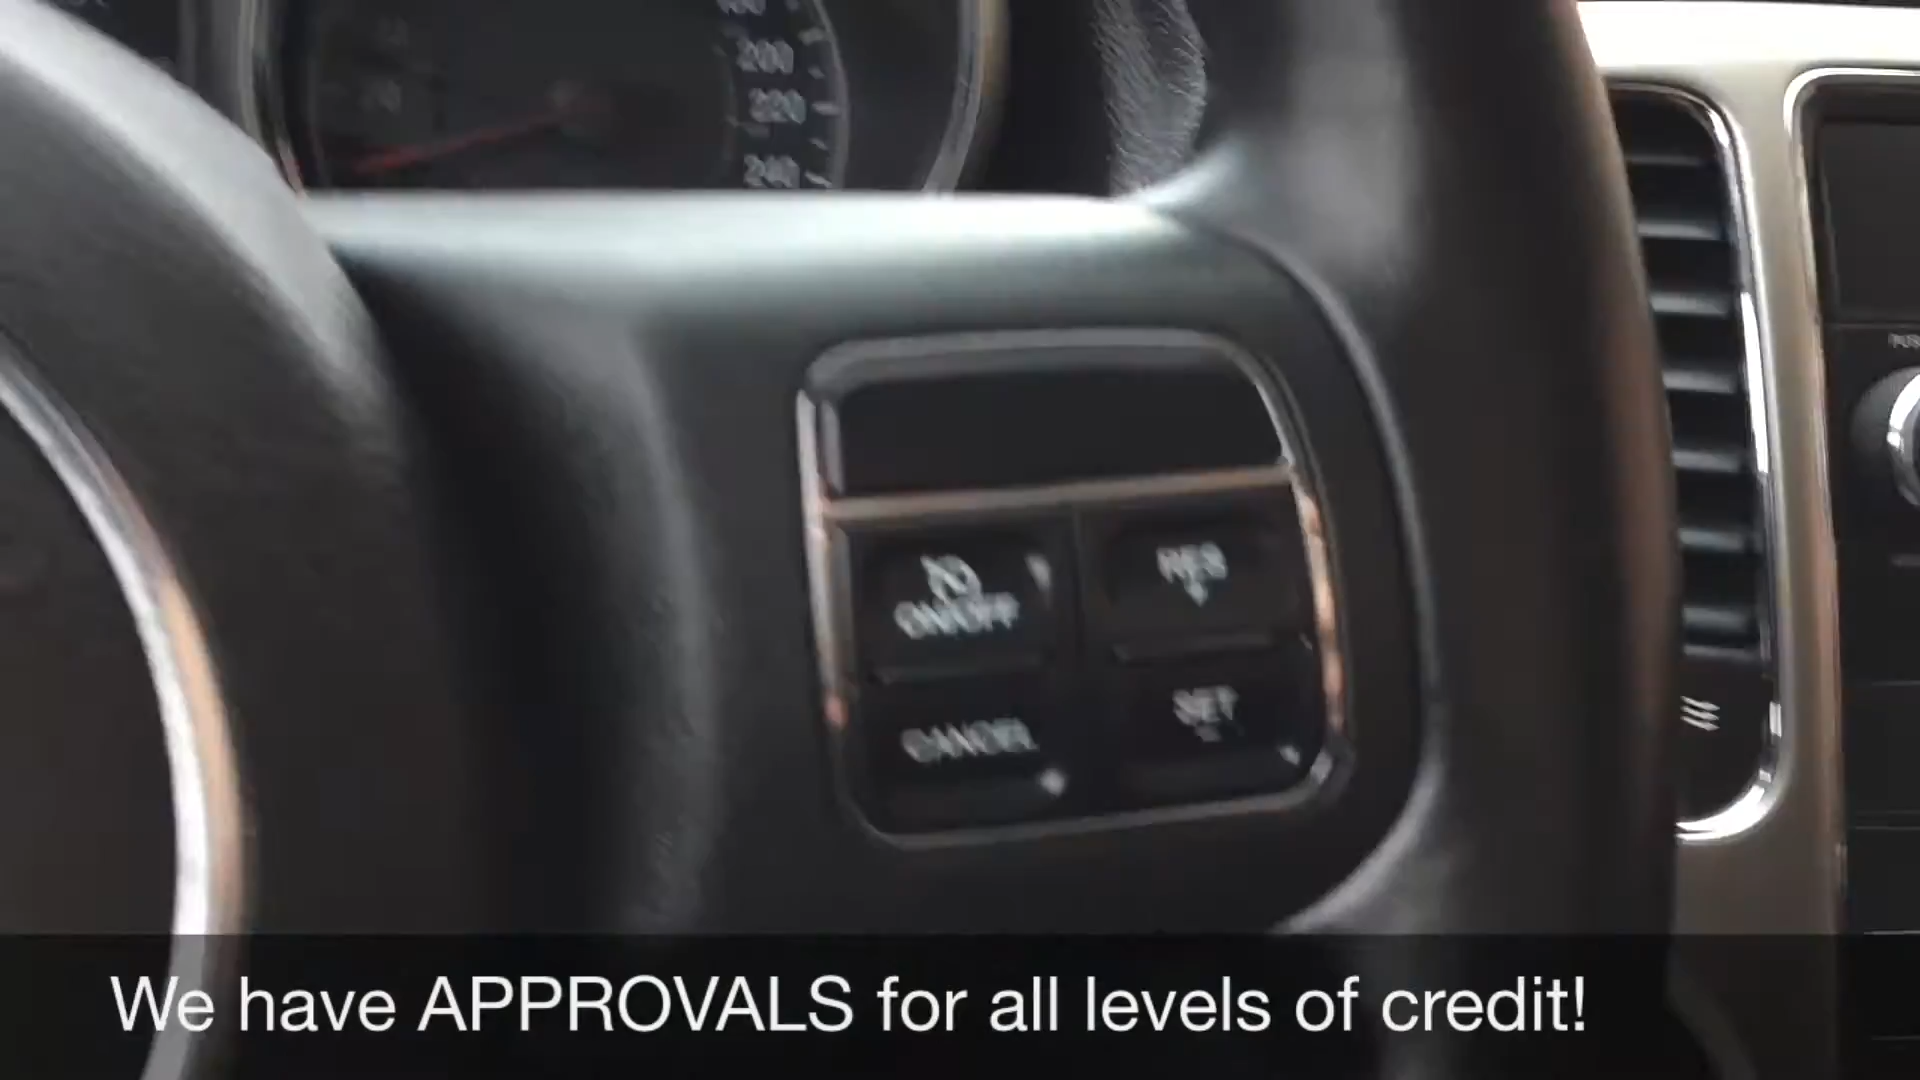 200
220
240
ON/OFF
RES
+
CANCEL
SET
-
We have APPROVALS for all levels of credit!